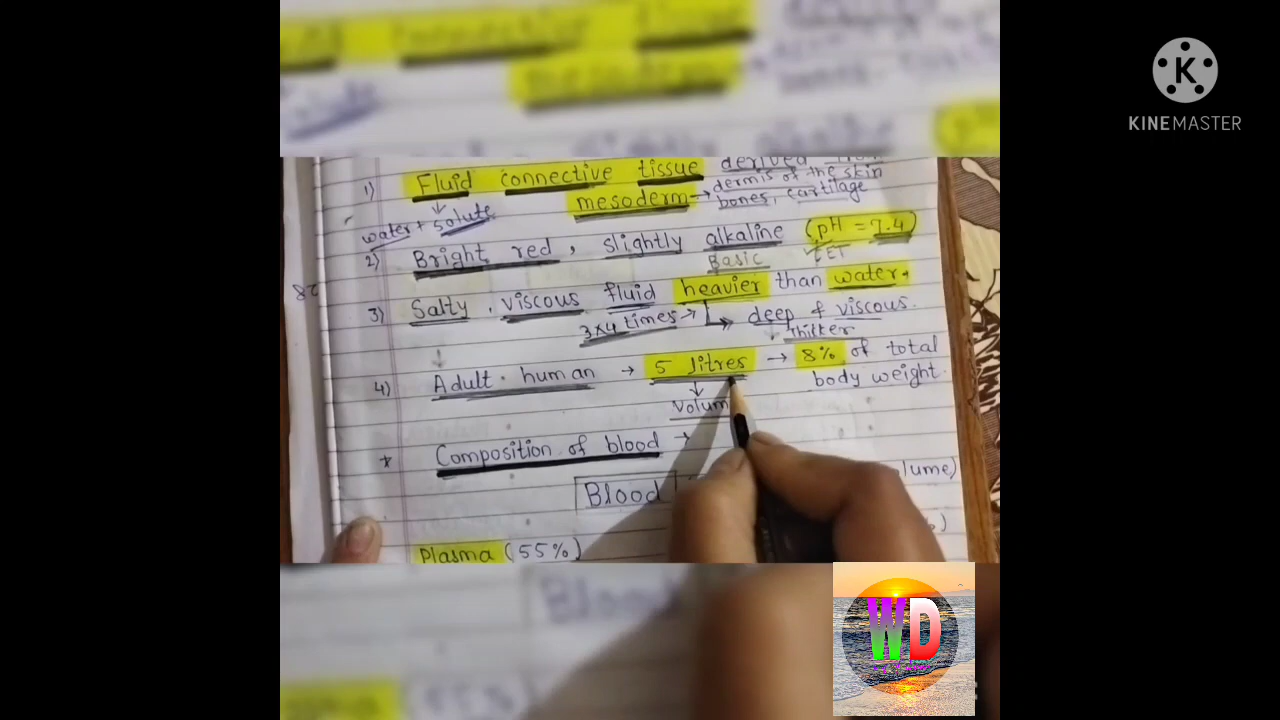 KINEMASTER
1) Fluid connective tissue derived
mesoderm → dermis of the skin
bones, cartilage
water + solute
2) Bright red, slightly alkaline (pH = 7.4)
Basic
3) Salty, viscous fluid heavier than water.
3×4 times → deep & viscous.
thicker
4) Adult human → 5 litres → 8% of total
body weight.
Volum
* Composition of blood →
Blood
lume)
Plasma (55%)
WD